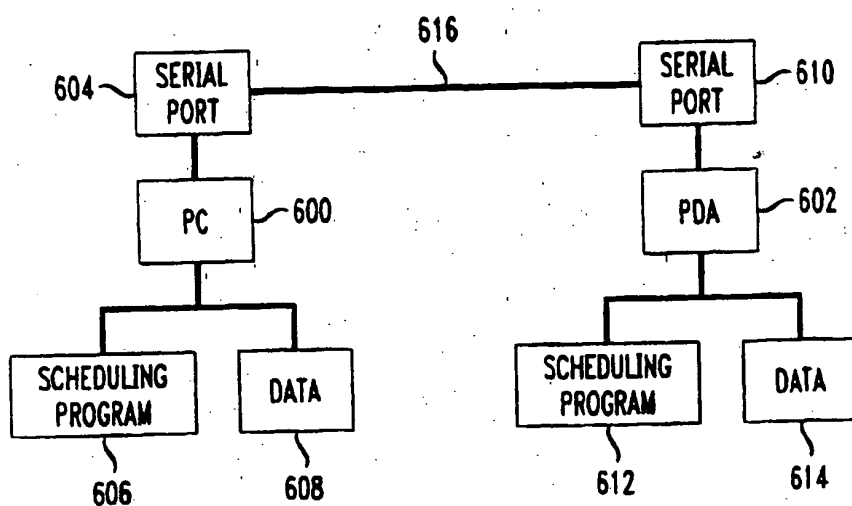 616
604
SERIAL
PORT
SERIAL
PORT
610
PC
600
PDA
602
SCHEDULING
PROGRAM
DATA
SCHEDULING
PROGRAM
DATA
606
608
612
614